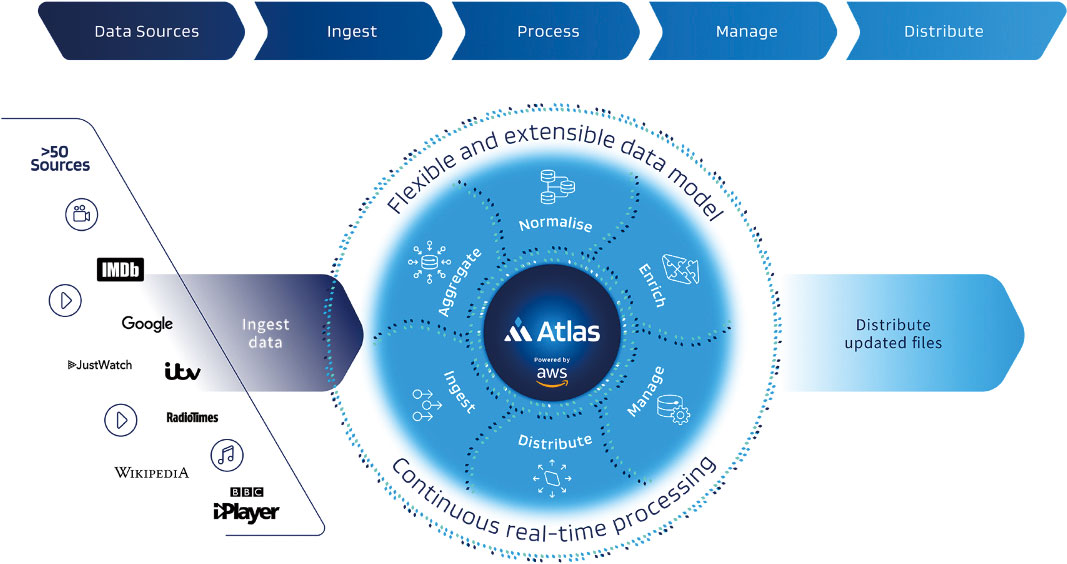 Data Sources
Ingest
Process
Manage
Distribute
>50
Sources
IMDb
Google
JustWatch
itv
RadioTimes
WIKIPEDIA
BBC
iPlayer
Ingest
data
Flexible and extensible data model
Normalise
Enrich
Manage
Distribute
Ingest
Aggregate
Atlas
Powered by
aws
Continuous real-time processing
Distribute
updated files